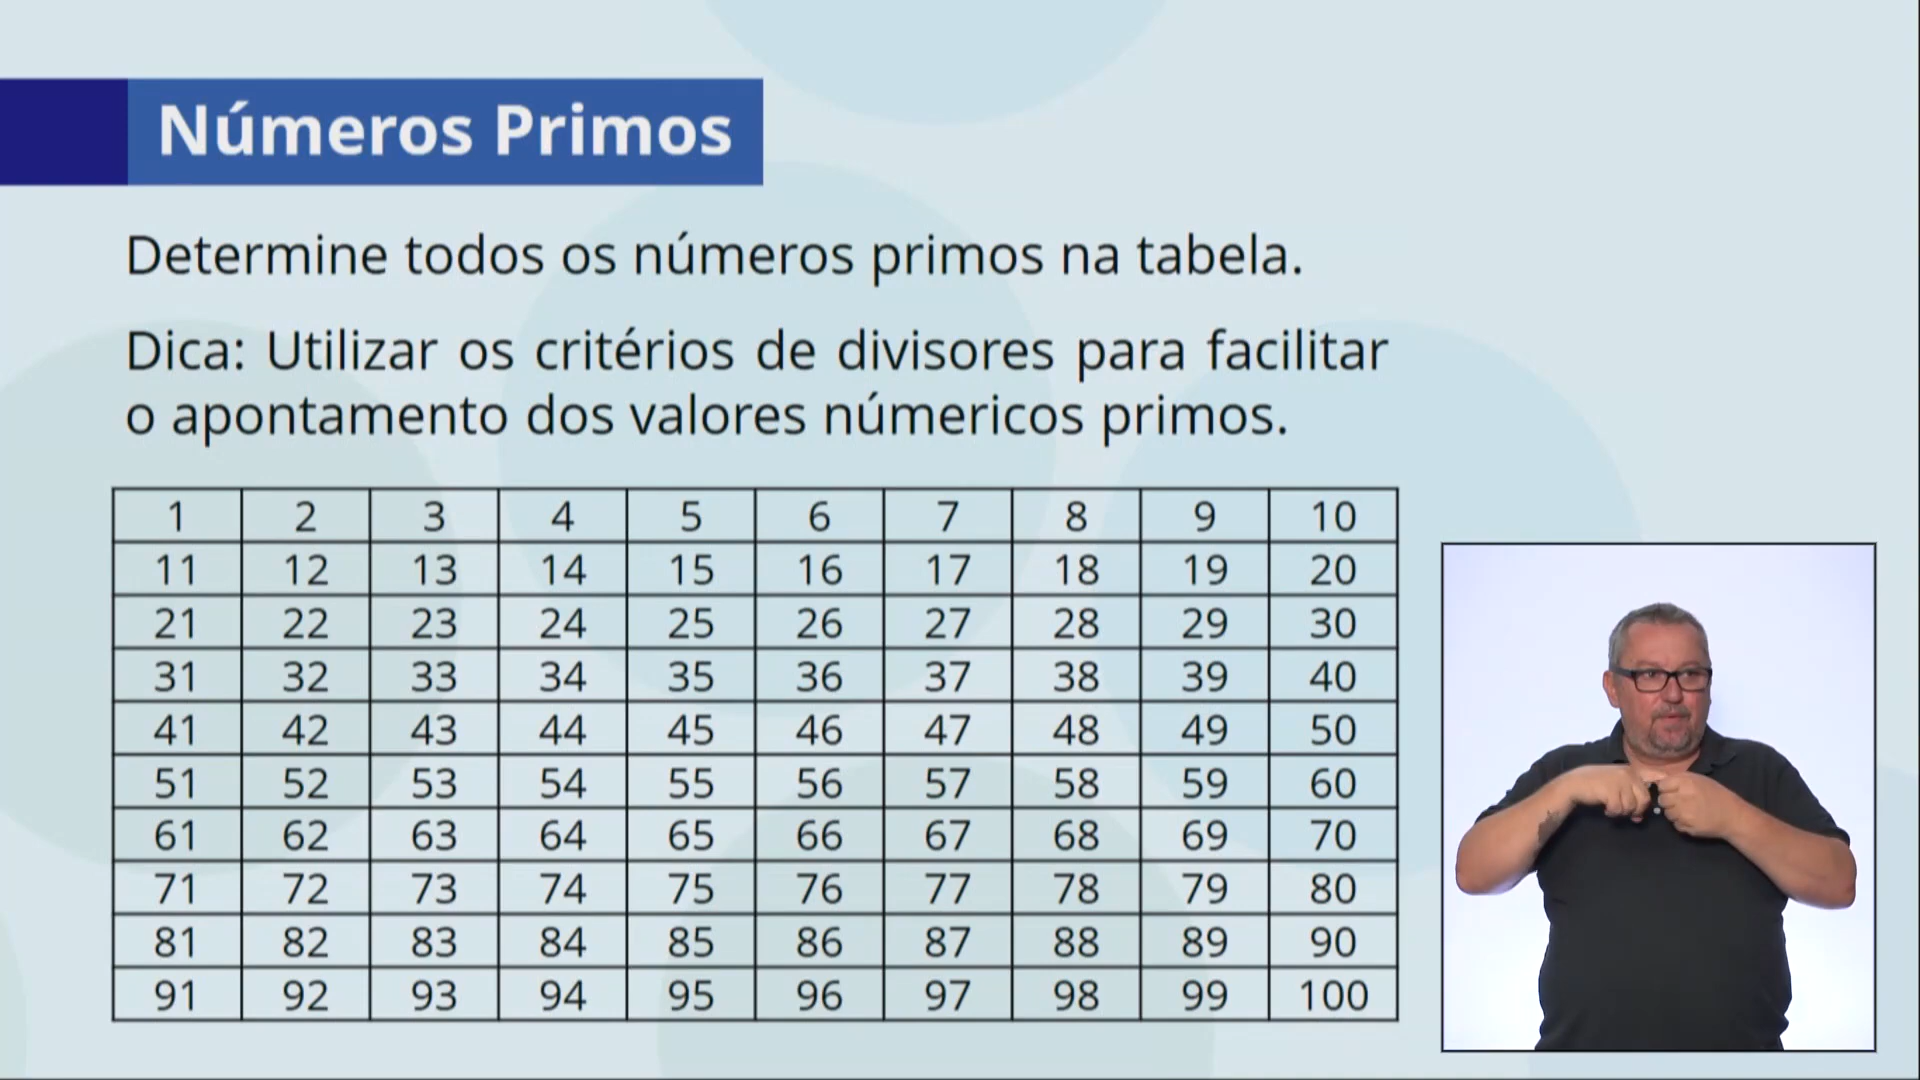 Números Primos
Determine todos os números primos na tabela.
Dica: Utilizar os critérios de divisores para facilitar
o apontamento dos valores númericos primos.
1 2 3 4 5 6 7 8 9 10
11 12 13 14 15 16 17 18 19 20
21 22 23 24 25 26 27 28 29 30
31 32 33 34 35 36 37 38 39 40
41 42 43 44 45 46 47 48 49 50
51 52 53 54 55 56 57 58 59 60
61 62 63 64 65 66 67 68 69 70
71 72 73 74 75 76 77 78 79 80
81 82 83 84 85 86 87 88 89 90
91 92 93 94 95 96 97 98 99 100